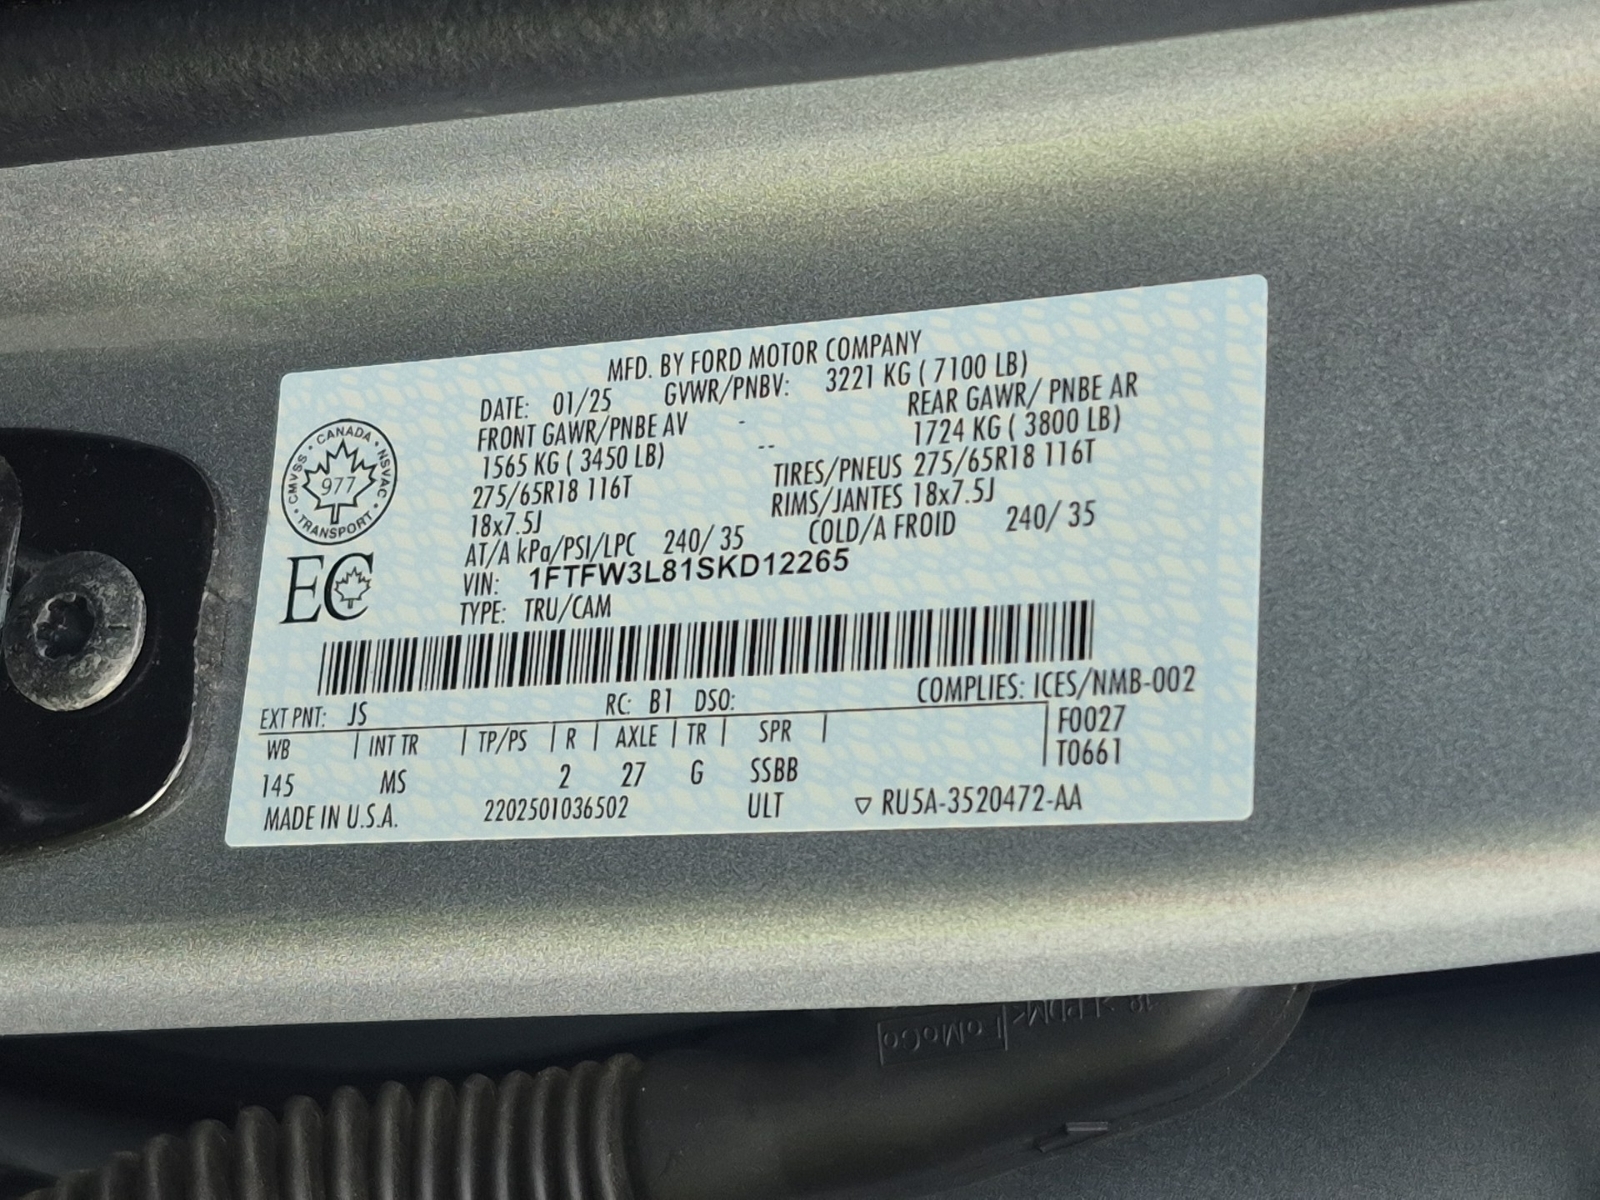 MFD. BY FORD MOTOR COMPANY
DATE: 01/25 GVWR/PNBV: 3221 KG ( 7100 LB)
FRONT GAWR/PNBE AV - REAR GAWR/ PNBE AR
1565 KG ( 3450 LB) -- 1724 KG ( 3800 LB)
275/65R18 116T TIRES/PNEUS 275/65R18 116T
18x7.5J RIMS/JANTES 18x7.5J
AT/A kPa/PSI/LPC 240/ 35 COLD/A FROID 240/ 35
VIN: 1FTFW3L81SKD12265
TYPE: TRU/CAM
CANADA
CMVSS 977 NSVAC
TRANSPORT
EC
COMPLIES: ICES/NMB-002
EXT PNT: JS RC: B1 DSO:
WB | INT TR | TP/PS | R | AXLE | TR | SPR | F0027
145 MS 2 27 G SSBB T0661
MADE IN U.S.A. 2202501036502 ULT ▽ RU5A-3520472-AA
FoMoCo